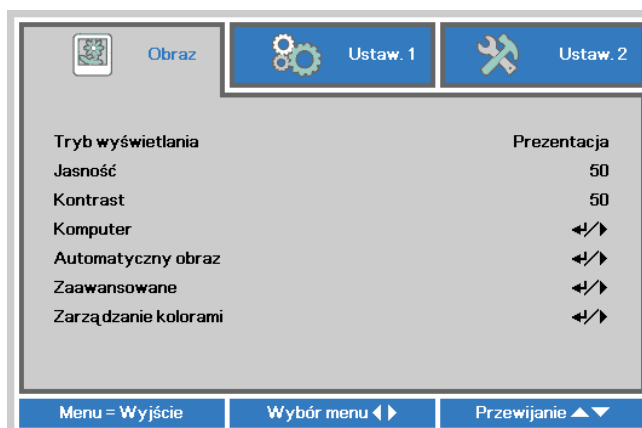 Obraz Ustaw. 1 Ustaw. 2
Tryb wyświetlania Prezentacja
Jasność 50
Kontrast 50
Komputer
Automatyczny obraz
Zaawansowane
Zarządzanie kolorami
Menu = Wyjście Wybór menu Przewijanie